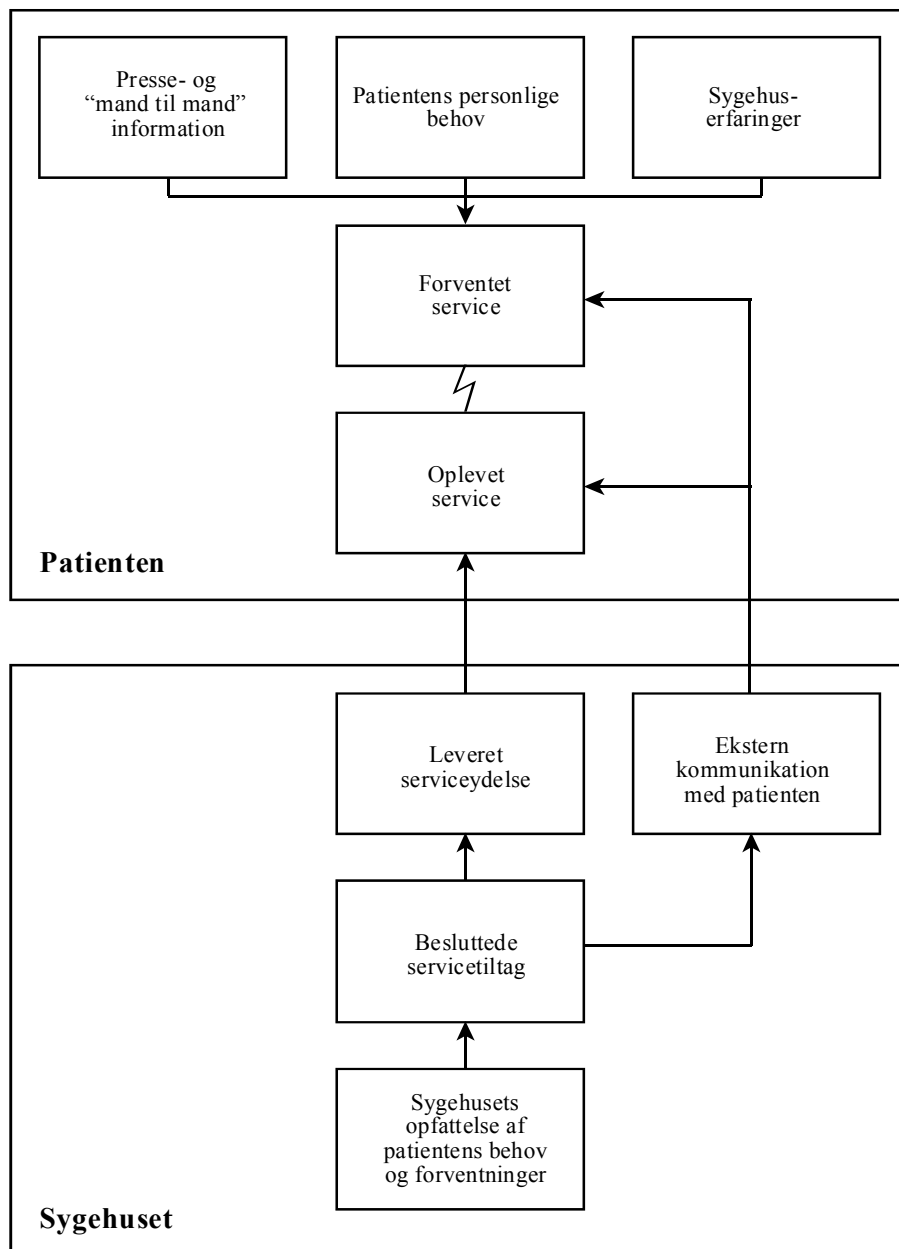 Presse- og
“mand til mand”
information
Patientens personlige
behov
Sygehus-
erfaringer
Forventet
service
Oplevet
service
Patienten
Leveret
serviceydelse
Ekstern
kommunikation
med patienten
Besluttede
servicetiltag
Sygehusets
opfattelse af
patientens behov
og forventninger
Sygehuset